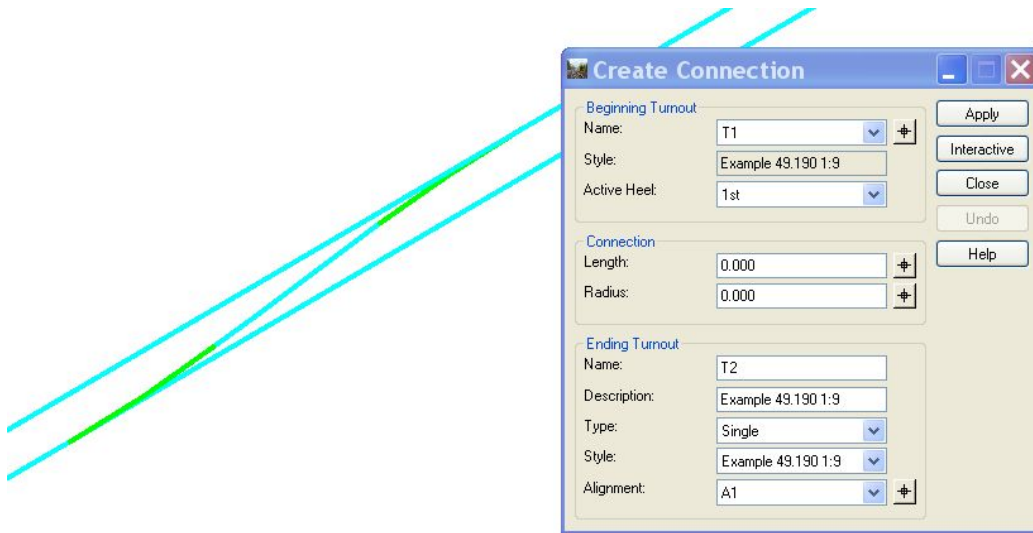 Create Connection
Beginning Turnout
Name: T1
Style: Example 49.190 1:9
Active Heel: 1st
Connection
Length: 0.000
Radius: 0.000
Ending Turnout
Name: T2
Description: Example 49.190 1:9
Type: Single
Style: Example 49.190 1:9
Alignment: A1
Apply
Interactive
Close
Undo
Help